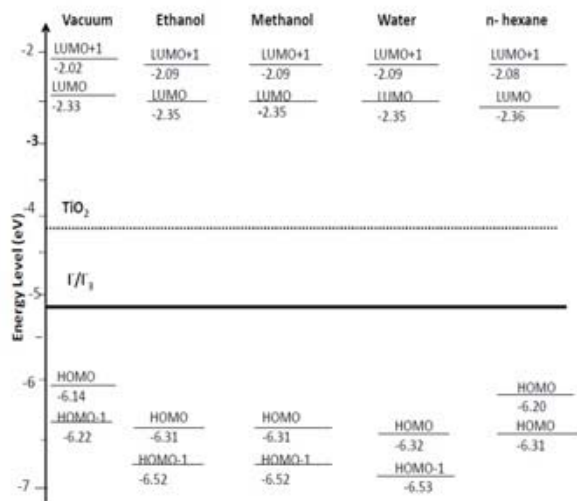 Vacuum Ethanol Methanol Water n- hexane
-2
LUMO+1 LUMO+1 LUMO+1 LUMO+1 LUMO+1
-2.02 -2.09 -2.09 -2.09 -2.08
LUMO LUMO LUMO LUMO LUMO
-2.33 -2.35 -2.35 -2.35 -2.36
-3
TiO2
-4
Γ/Γ3
-5
Energy Level (eV)
HOMO HOMO
-6
-6.14 -6.20
HOMO-1 HOMO HOMO HOMO HOMO
-6.22 -6.31 -6.31 -6.32 -6.31
HOMO-1 HOMO-1 HOMO-1
-6.52 -6.52 -6.53
-7